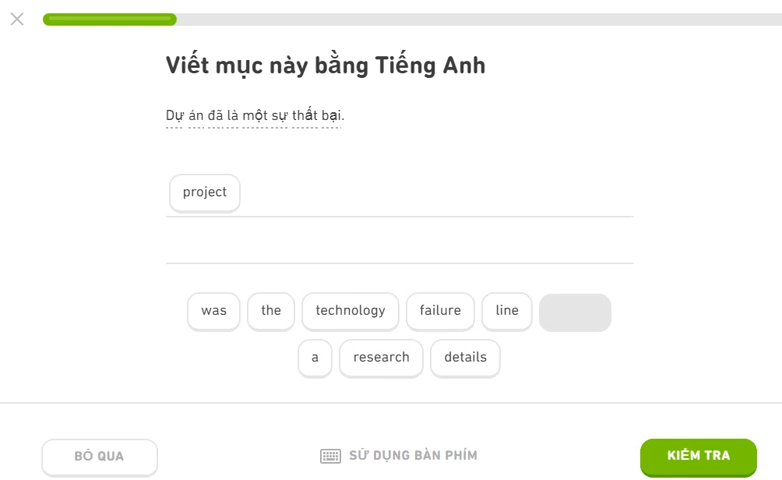 Viết mục này bằng Tiếng Anh
Dự án đã là một sự thất bại.
project
was the technology failure line
a research details
BỎ QUA SỬ DỤNG BÀN PHÍM KIỂM TRA